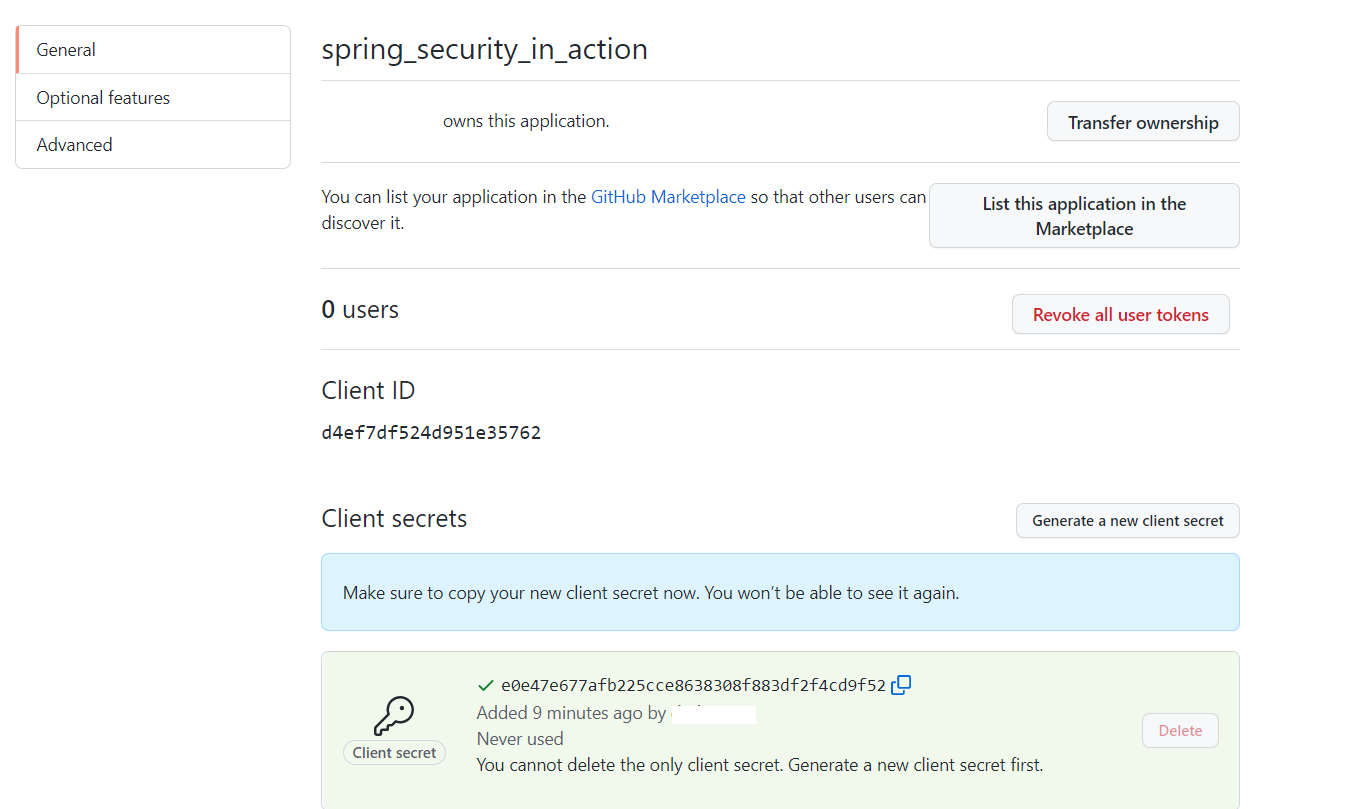 General
Optional features
Advanced
spring_security_in_action
owns this application.
Transfer ownership
You can list your application in the GitHub Marketplace so that other users can
discover it.
List this application in the
Marketplace
0 users
Revoke all user tokens
Client ID
d4ef7df524d951e35762
Client secrets
Generate a new client secret
Make sure to copy your new client secret now. You won’t be able to see it again.
e0e47e677afb225cce8638308f883df2f4cd9f52
Added 9 minutes ago by
Never used
You cannot delete the only client secret. Generate a new client secret first.
Client secret
Delete